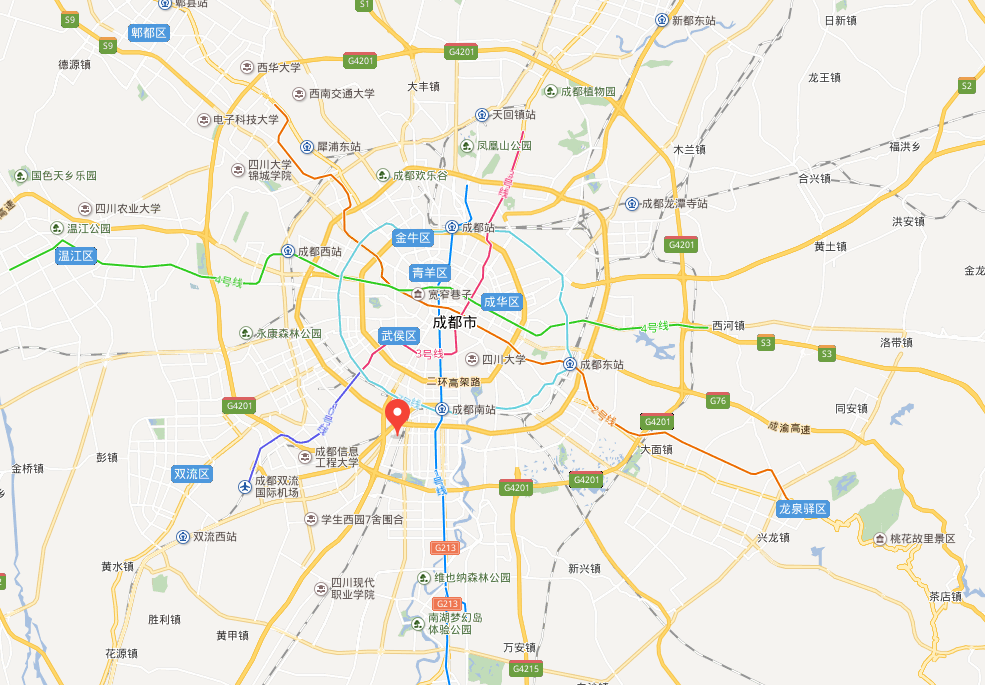 郫县站
S1
S9
郫都区
S9
新都东站
日新镇
G4201
G4201
德源镇
西华大学
大丰镇
龙王镇
S2
西南交通大学
成都植物园
电子科技大学
天回镇站
犀浦东站
凤凰山公园
木兰镇
福洪乡
四川大学
锦城学院
国色天乡乐园
成都欢乐谷
3号线
合兴镇
高速
四川农业大学
成都龙潭寺站
洪安镇
温江公园
成都站
金牛区
G4201
黄土镇
温江区
成都西站
青羊区
4号线
宽窄巷子
成华区
成都市
4号线
西河镇
永康森林公园
武侯区
S3
洛带镇
3号线
四川大学
S3
成都东站
二环高架路
G76
G4201
成都南站
2号线
G4201
同安镇
成渝高速
成都信息
工程大学
大面镇
彭镇
金桥镇
双流区
成都双流
国际机场
1号线
G4201
G4201
龙泉驿区
学生西园7舍围合
双流西站
兴龙镇
桃花故里景区
G213
黄水镇
新兴镇
维也纳森林公园
四川现代
职业学院
茶店镇
G213
胜利镇
南湖梦幻岛
体验公园
黄甲镇
花源镇
万安镇
G4215